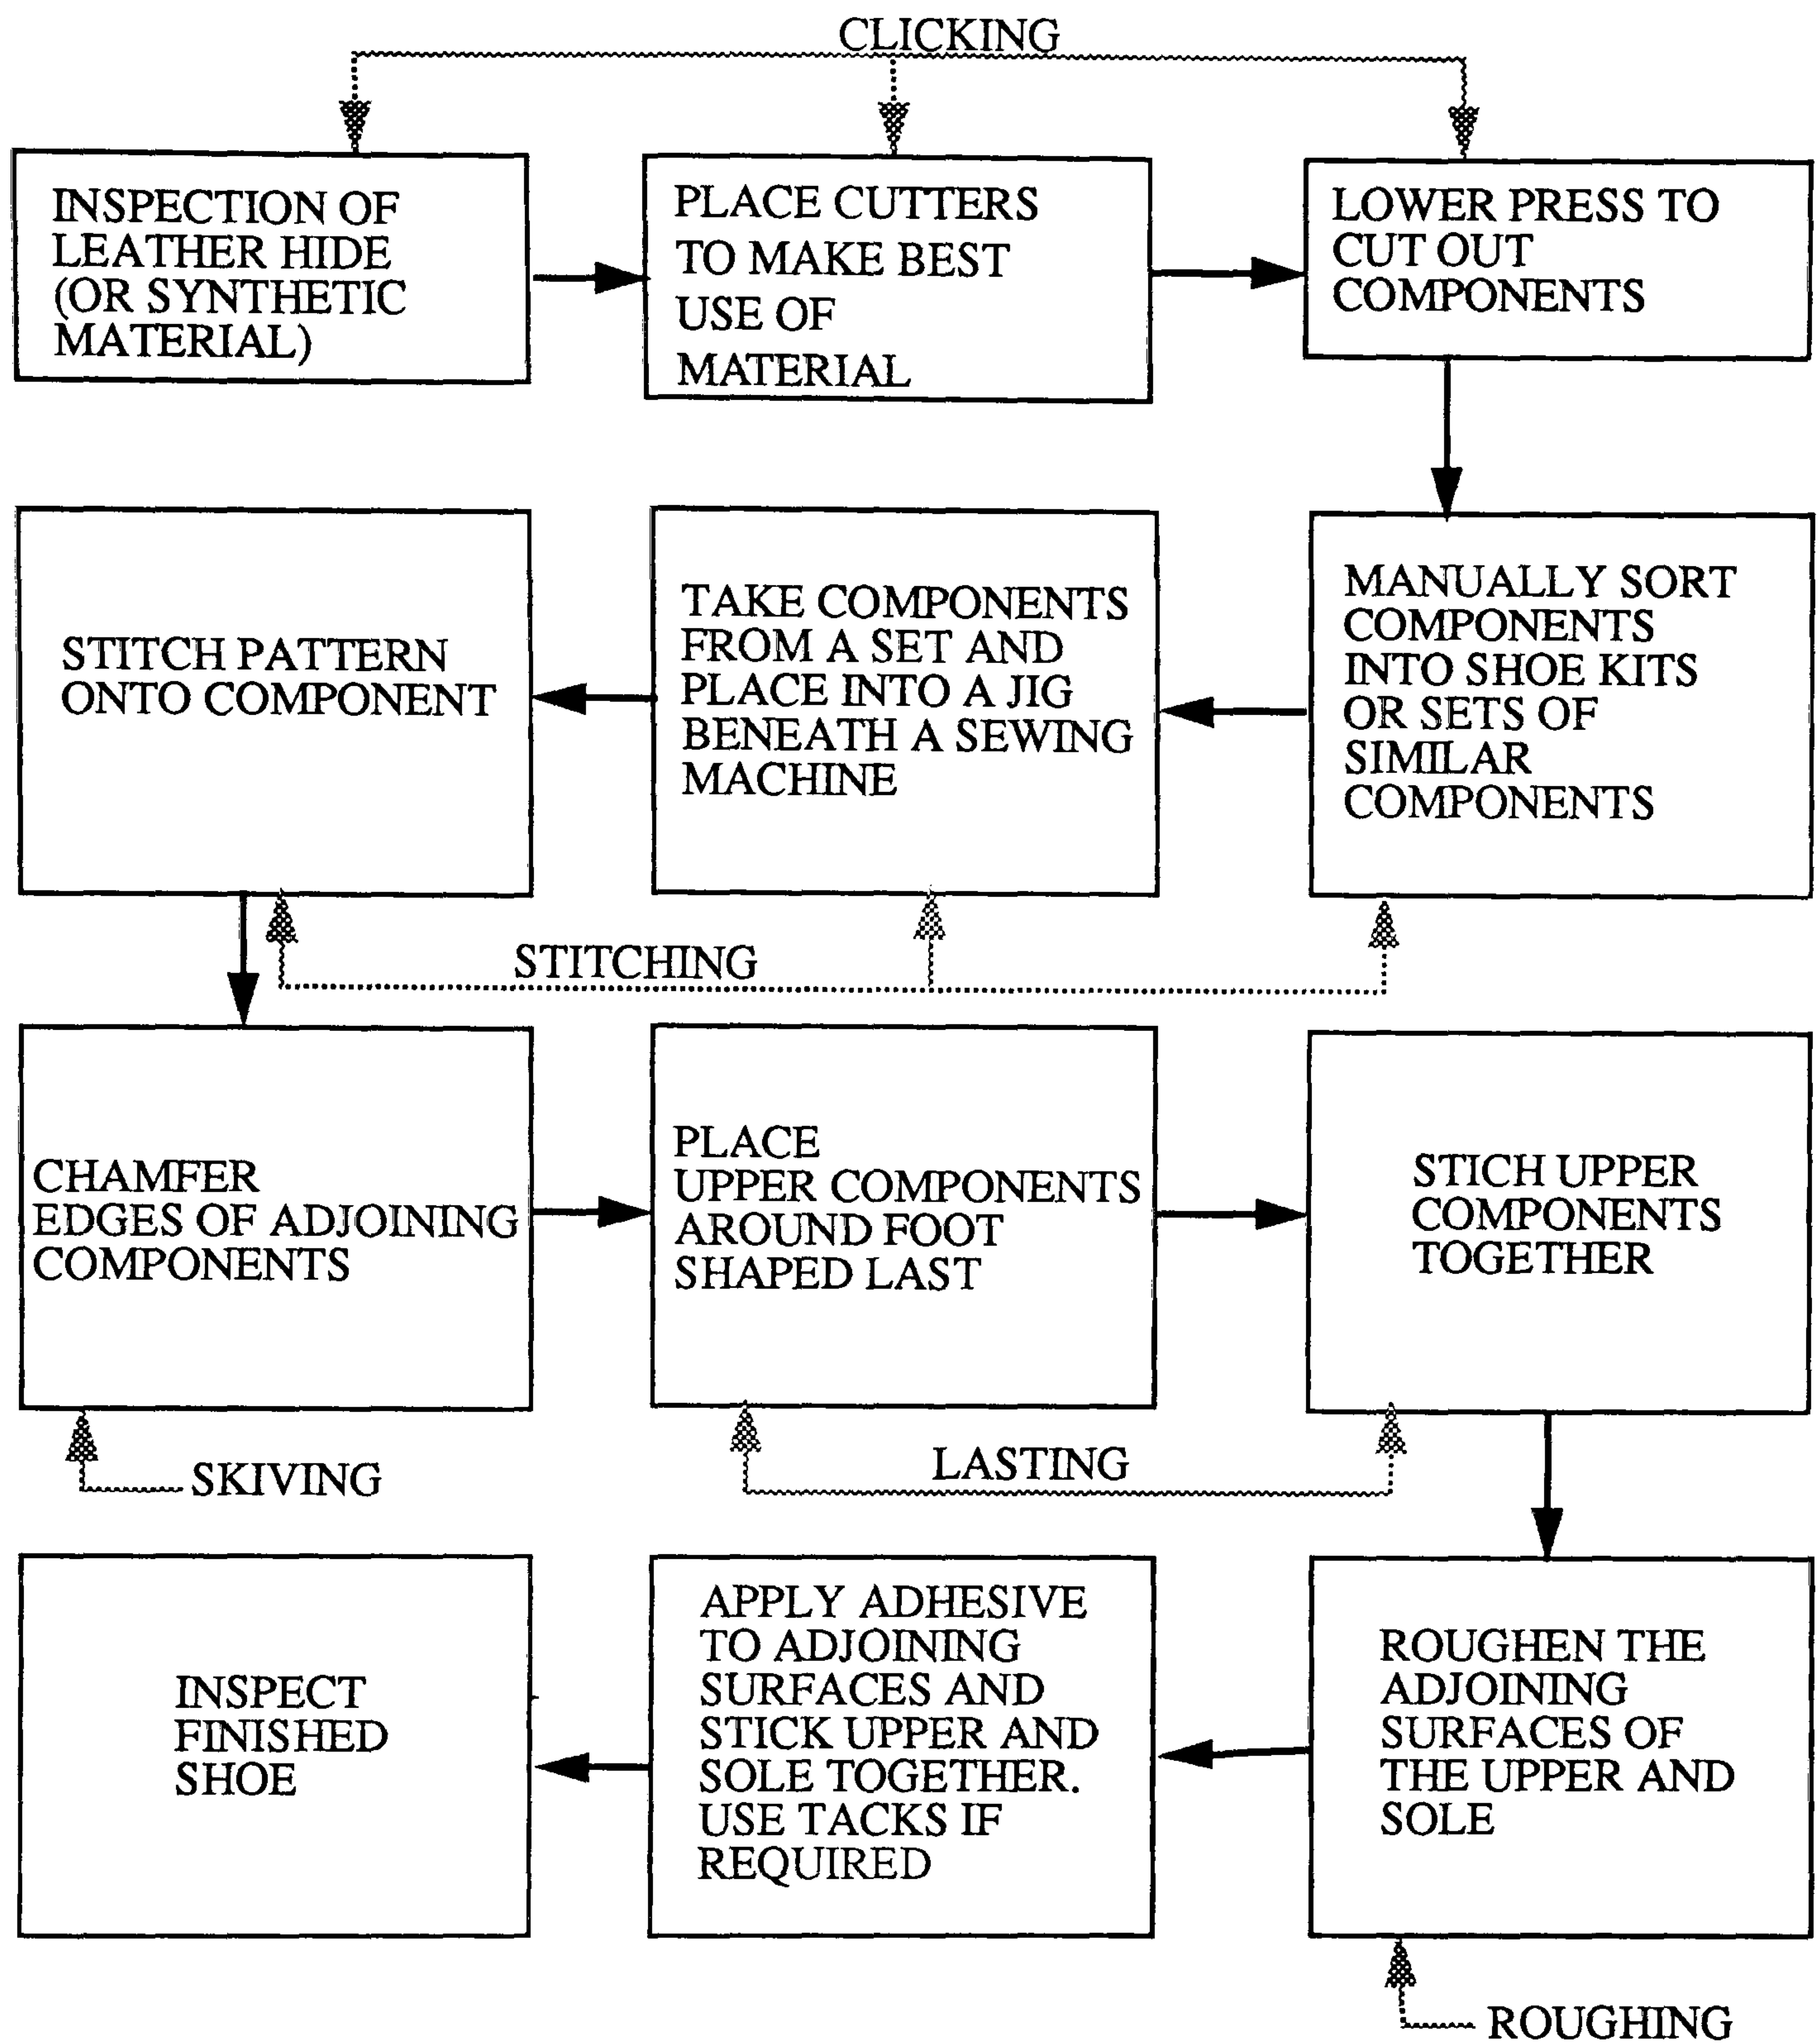 CLICKING
INSPECTION OF
LEATHER HIDE
(OR SYNTHETIC
MATERIAL)
PLACE CUTTERS
TO MAKE BEST
USE OF
MATERIAL
LOWER PRESS TO
CUT OUT
COMPONENTS
MANUALLY SORT
COMPONENTS
INTO SHOE KITS
OR SETS OF
SIMILAR
COMPONENTS
TAKE COMPONENTS
FROM A SET AND
PLACE INTO A JIG
BENEATH A SEWING
MACHINE
STITCH PATTERN
ONTO COMPONENT
STITCHING
CHAMFER
EDGES OF ADJOINING
COMPONENTS
PLACE
UPPER COMPONENTS
AROUND FOOT
SHAPED LAST
STICH UPPER
COMPONENTS
TOGETHER
SKIVING
LASTING
ROUGHEN THE
ADJOINING
SURFACES OF
THE UPPER AND
SOLE
APPLY ADHESIVE
TO ADJOINING
SURFACES AND
STICK UPPER AND
SOLE TOGETHER.
USE TACKS IF
REQUIRED
INSPECT
FINISHED
SHOE
ROUGHING